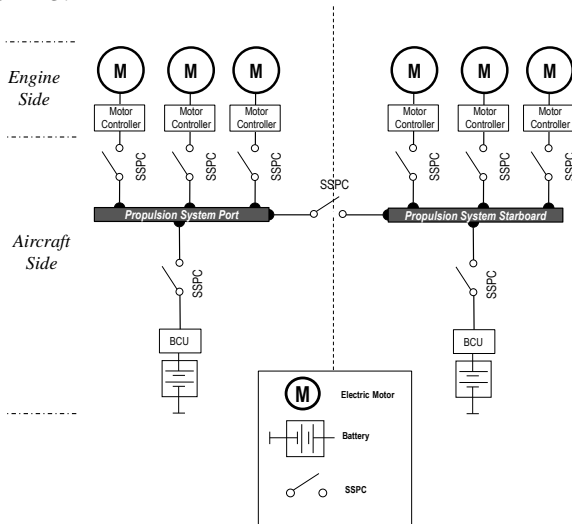 Engine
Side
M
M
M
M
M
M
Motor
Controller
Motor
Controller
Motor
Controller
Motor
Controller
Motor
Controller
Motor
Controller
SSPC
SSPC
SSPC
SSPC
SSPC
SSPC
SSPC
Propulsion System Port
Propulsion System Starboard
Aircraft
Side
SSPC
SSPC
BCU
BCU
M
Electric Motor
Battery
SSPC